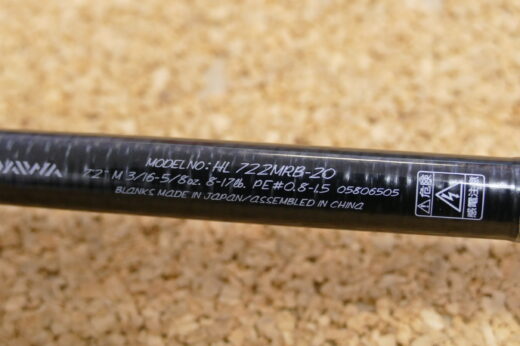 DAIWA
MODEL NO: HL 722MRB-20
7'2" M 3/16-5/8oz. 8-17lb. PE#0.8-1.5 05806505
BLANKS MADE IN JAPAN/ASSEMBLED IN CHINA
⚠危険
感電注意